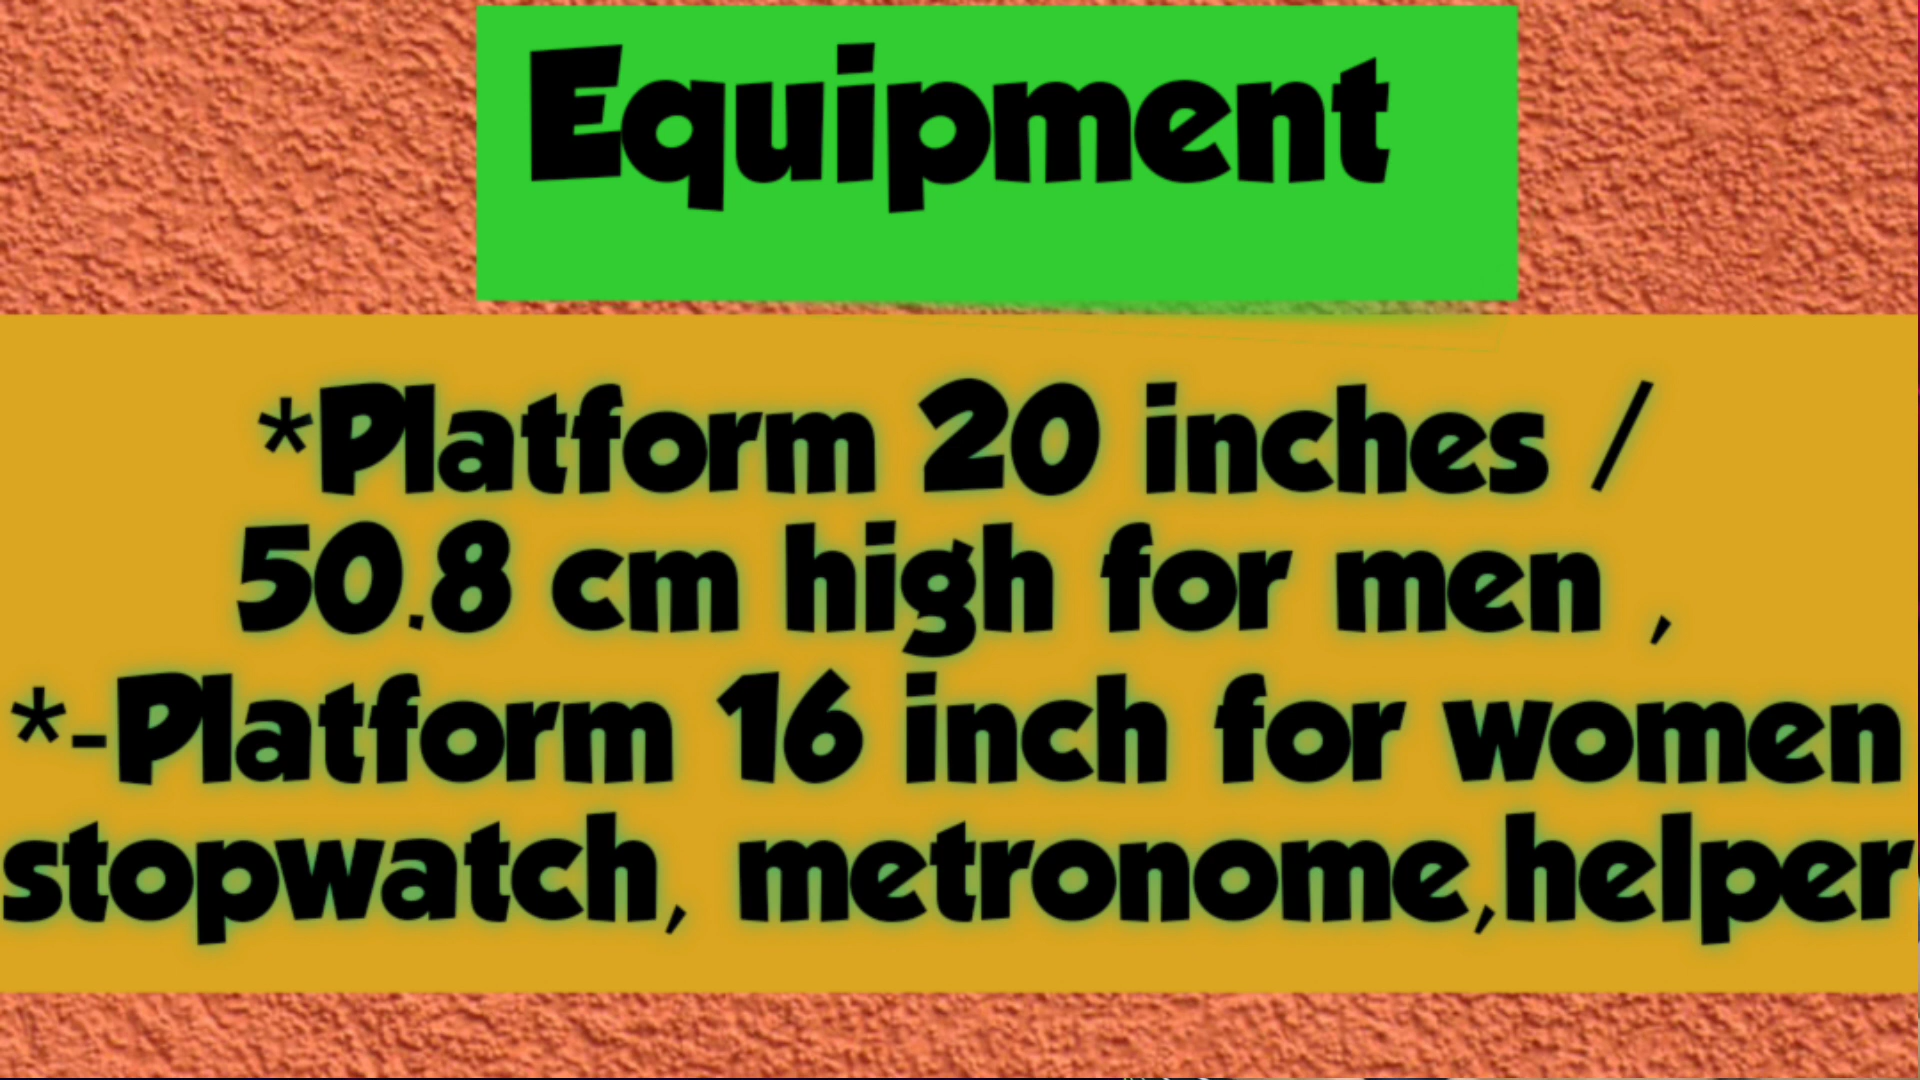 Equipment
*Platform 20 inches /
50.8 cm high for men ,
*-Platform 16 inch for women
stopwatch, metronome,helper